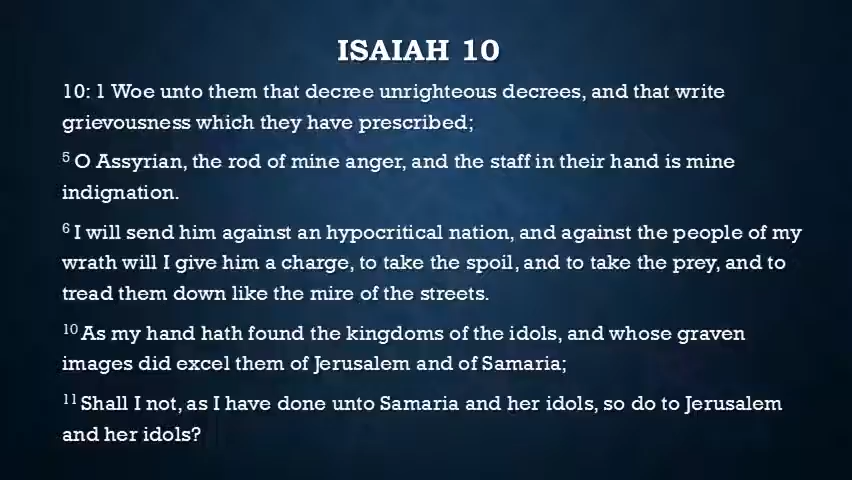 ISAIAH 10
10: 1 Woe unto them that decree unrighteous decrees, and that write
grievousness which they have prescribed;
5 O Assyrian, the rod of mine anger, and the staff in their hand is mine
indignation.
6 I will send him against an hypocritical nation, and against the people of my
wrath will I give him a charge, to take the spoil, and to take the prey, and to
tread them down like the mire of the streets.
10 As my hand hath found the kingdoms of the idols, and whose graven
images did excel them of Jerusalem and of Samaria;
11 Shall I not, as I have done unto Samaria and her idols, so do to Jerusalem
and her idols?